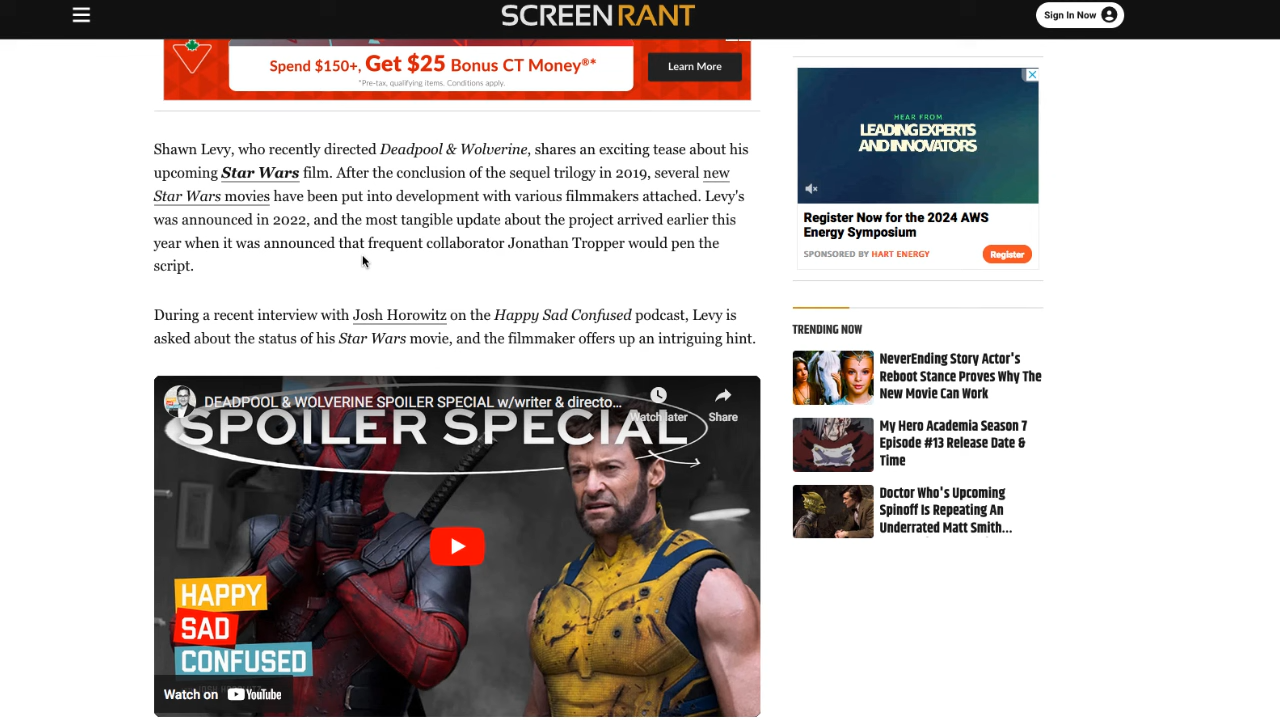 SCREENRANT
Sign In Now
Spend $150+, Get $25 Bonus CT Money®*
*Pre-tax, qualifying items. Conditions apply.
Learn More
Shawn Levy, who recently directed Deadpool & Wolverine, shares an exciting tease about his
upcoming Star Wars film. After the conclusion of the sequel trilogy in 2019, several new
Star Wars movies have been put into development with various filmmakers attached. Levy's
was announced in 2022, and the most tangible update about the project arrived earlier this
year when it was announced that frequent collaborator Jonathan Tropper would pen the
script.
During a recent interview with Josh Horowitz on the Happy Sad Confused podcast, Levy is
asked about the status of his Star Wars movie, and the filmmaker offers up an intriguing hint.
DEADPOOL & WOLVERINE SPOILER SPECIAL w/writer & directo...
Watch later
Share
SPOILER SPECIAL
HAPPY
SAD
CONFUSED
Watch on YouTube
HEAR FROM
LEADING EXPERTS
AND INNOVATORS
Register Now for the 2024 AWS
Energy Symposium
SPONSORED BY HART ENERGY
Register
TRENDING NOW
NeverEnding Story Actor's
Reboot Stance Proves Why The
New Movie Can Work
My Hero Academia Season 7
Episode #13 Release Date &
Time
Doctor Who's Upcoming
Spinoff Is Repeating An
Underrated Matt Smith...